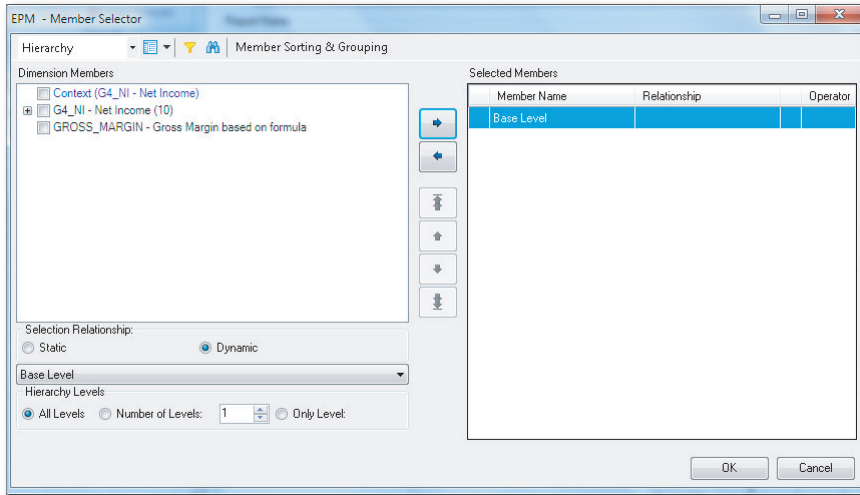 EPM - Member Selector
Hierarchy
Member Sorting & Grouping
Dimension Members
Context (G4_NI - Net Income)
G4_NI - Net Income (10)
GROSS_MARGIN - Gross Margin based on formula
Selection Relationship:
Static
Dynamic
Base Level
Hierarchy Levels
All Levels
Number of Levels:
1
Only Level:
Selected Members
Member Name
Relationship
Operator
Base Level
OK
Cancel